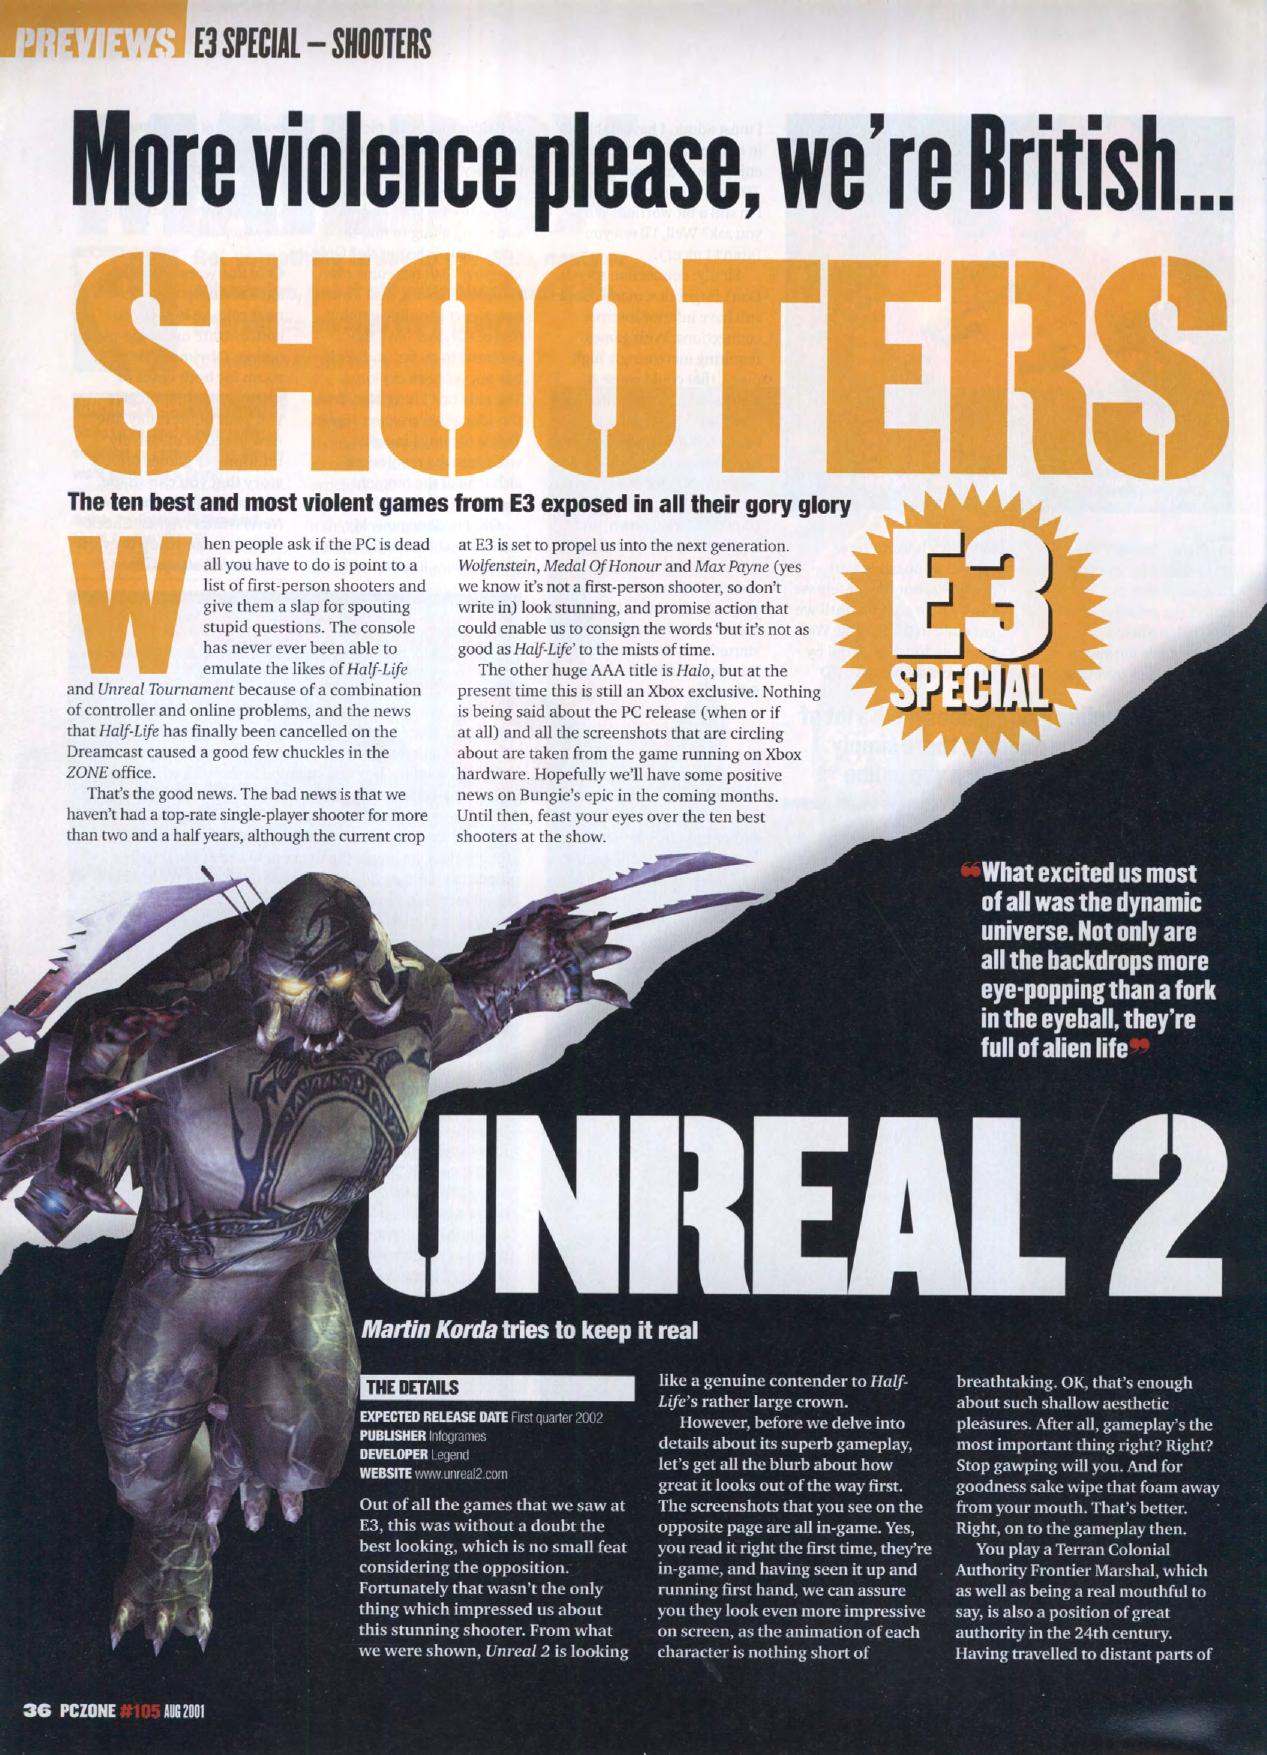 PREVIEWS E3 SPECIAL – SHOOTERS
More violence please, we're British...
SHOOTERS
The ten best and most violent games from E3 exposed in all their gory glory
When people ask if the PC is dead
all you have to do is point to a
list of first-person shooters and
give them a slap for spouting
stupid questions. The console
has never ever been able to
emulate the likes of Half-Life
and Unreal Tournament because of a combination
of controller and online problems, and the news
that Half-Life has finally been cancelled on the
Dreamcast caused a good few chuckles in the
ZONE office.
That's the good news. The bad news is that we
haven't had a top-rate single-player shooter for more
than two and a half years, although the current crop
at E3 is set to propel us into the next generation.
Wolfenstein, Medal Of Honour and Max Payne (yes
we know it's not a first-person shooter, so don't
write in) look stunning, and promise action that
could enable us to consign the words 'but it's not as
good as Half-Life' to the mists of time.
The other huge AAA title is Halo, but at the
present time this is still an Xbox exclusive. Nothing
is being said about the PC release (when or if
at all) and all the screenshots that are circling
about are taken from the game running on Xbox
hardware. Hopefully we'll have some positive
news on Bungie's epic in the coming months.
Until then, feast your eyes over the ten best
shooters at the show.
E3
SPECIAL
“What excited us most
of all was the dynamic
universe. Not only are
all the backdrops more
eye-popping than a fork
in the eyeball, they're
full of alien life”
UNREAL 2
Martin Korda tries to keep it real
THE DETAILS
EXPECTED RELEASE DATE First quarter 2002
PUBLISHER Infogrames
DEVELOPER Legend
WEBSITE www.unreal2.com
Out of all the games that we saw at
E3, this was without a doubt the
best looking, which is no small feat
considering the opposition.
Fortunately that wasn't the only
thing which impressed us about
this stunning shooter. From what
we were shown, Unreal 2 is looking
like a genuine contender to Half-
Life's rather large crown.
However, before we delve into
details about its superb gameplay,
let's get all the blurb about how
great it looks out of the way first.
The screenshots that you see on the
opposite page are all in-game. Yes,
you read it right the first time, they're
in-game, and having seen it up and
running first hand, we can assure
you they look even more impressive
on screen, as the animation of each
character is nothing short of
breathtaking. OK, that's enough
about such shallow aesthetic
pleasures. After all, gameplay's the
most important thing right? Right?
Stop gawping will you. And for
goodness sake wipe that foam away
from your mouth. That's better.
Right, on to the gameplay then.
You play a Terran Colonial
Authority Frontier Marshal, which
as well as being a real mouthful to
say, is also a position of great
authority in the 24th century.
Having travelled to distant parts of
36 PCZONE #105 AUG 2001